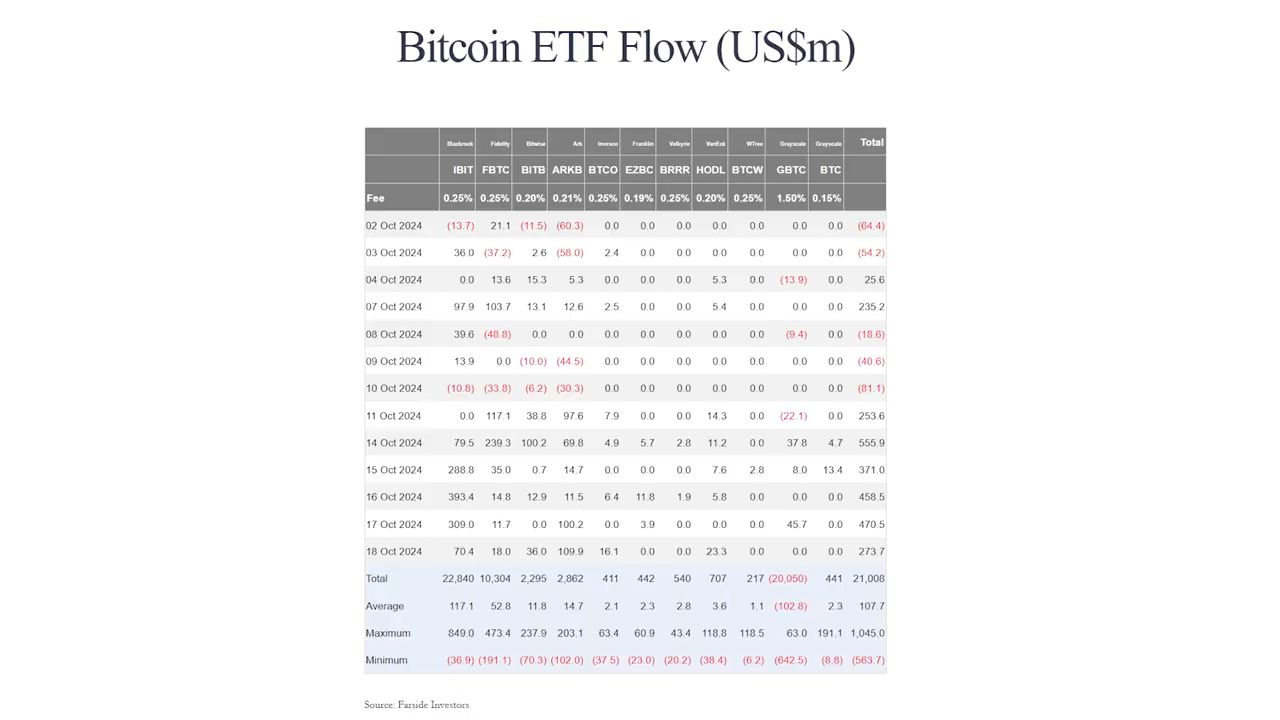 Bitcoin ETF Flow (US$m)
Blackrock Fidelity Bitwise Ark Invesco Franklin Valkyrie VanEck WTree Grayscale Grayscale Total
IBIT FBTC BITB ARKB BTCO EZBC BRRR HODL BTCW GBTC BTC
Fee 0.25% 0.25% 0.20% 0.21% 0.25% 0.19% 0.25% 0.20% 0.25% 1.50% 0.15%
02 Oct 2024 (13.7) 21.1 (11.5) (60.3) 0.0 0.0 0.0 0.0 0.0 0.0 0.0 (64.4)
03 Oct 2024 36.0 (37.2) 2.6 (58.0) 2.4 0.0 0.0 0.0 0.0 0.0 0.0 (54.2)
04 Oct 2024 0.0 13.6 15.3 5.3 0.0 0.0 0.0 5.3 0.0 (13.9) 0.0 25.6
07 Oct 2024 97.9 103.7 13.1 12.6 2.5 0.0 0.0 5.4 0.0 0.0 0.0 235.2
08 Oct 2024 39.6 (48.8) 0.0 0.0 0.0 0.0 0.0 0.0 0.0 (9.4) 0.0 (18.6)
09 Oct 2024 13.9 0.0 (10.0) (44.5) 0.0 0.0 0.0 0.0 0.0 0.0 0.0 (40.6)
10 Oct 2024 (10.8) (33.8) (6.2) (30.3) 0.0 0.0 0.0 0.0 0.0 0.0 0.0 (81.1)
11 Oct 2024 0.0 117.1 38.8 97.6 7.9 0.0 0.0 14.3 0.0 (22.1) 0.0 253.6
14 Oct 2024 79.5 239.3 100.2 69.8 4.9 5.7 2.8 11.2 0.0 37.8 4.7 555.9
15 Oct 2024 288.8 35.0 0.7 14.7 0.0 0.0 0.0 7.6 2.8 8.0 13.4 371.0
16 Oct 2024 393.4 14.8 12.9 11.5 6.4 11.8 1.9 5.8 0.0 0.0 0.0 458.5
17 Oct 2024 309.0 11.7 0.0 100.2 0.0 3.9 0.0 0.0 0.0 45.7 0.0 470.5
18 Oct 2024 70.4 18.0 36.0 109.9 16.1 0.0 0.0 23.3 0.0 0.0 0.0 273.7
Total 22,840 10,304 2,295 2,862 411 442 540 707 217 (20,050) 441 21,008
Average 117.1 52.8 11.8 14.7 2.1 2.3 2.8 3.6 1.1 (102.8) 2.3 107.7
Maximum 849.0 473.4 237.9 203.1 63.4 60.9 43.4 118.8 118.5 63.0 191.1 1,045.0
Minimum (36.9) (191.1) (70.3) (102.0) (37.5) (23.0) (20.2) (38.4) (6.2) (642.5) (8.8) (563.7)
Source: Farside Investors